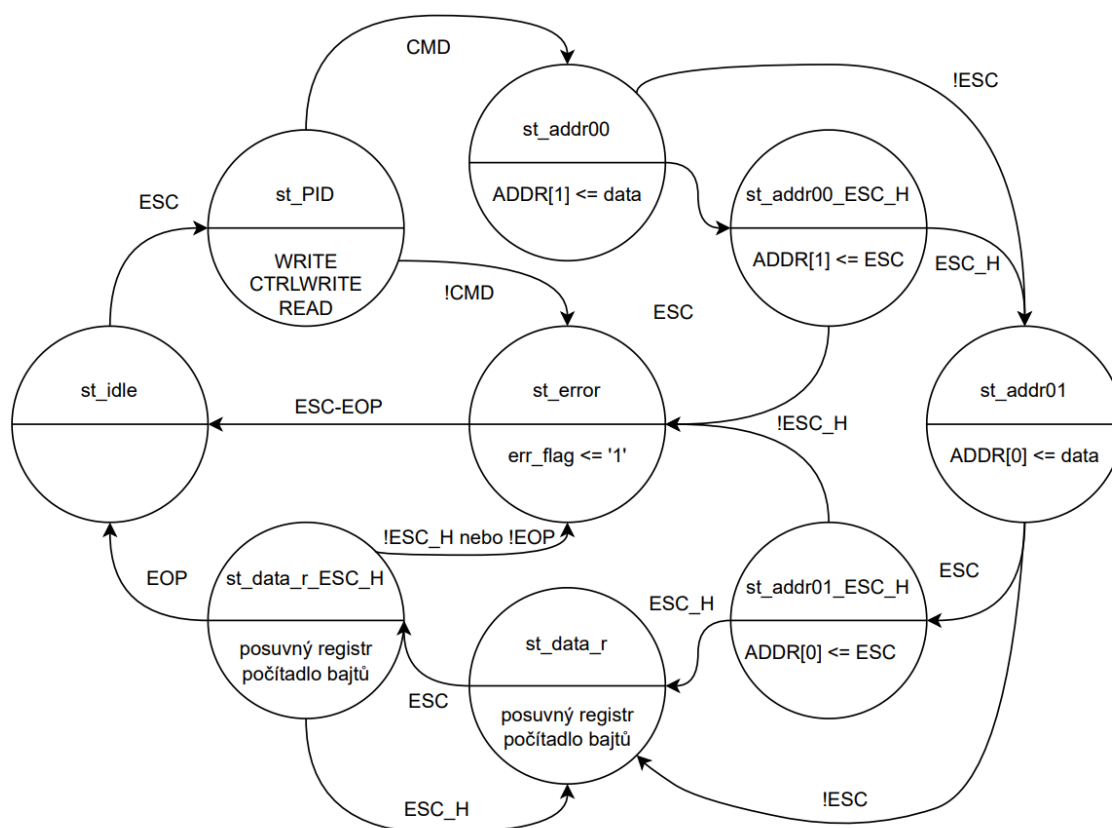 CMD
!ESC
st_addr00
ADDR[1] <= data
ESC
st_PID
WRITE
CTRLWRITE
READ
st_addr00_ESC_H
ADDR[1] <= ESC
ESC_H
!CMD
ESC
st_idle
ESC-EOP
st_error
err_flag <= '1'
!ESC_H
st_addr01
ADDR[0] <= data
!ESC_H nebo !EOP
EOP
st_data_r_ESC_H
posuvný registr
počítadlo bajtů
ESC
st_data_r
posuvný registr
počítadlo bajtů
ESC_H
st_addr01_ESC_H
ADDR[0] <= ESC
ESC
ESC_H
!ESC